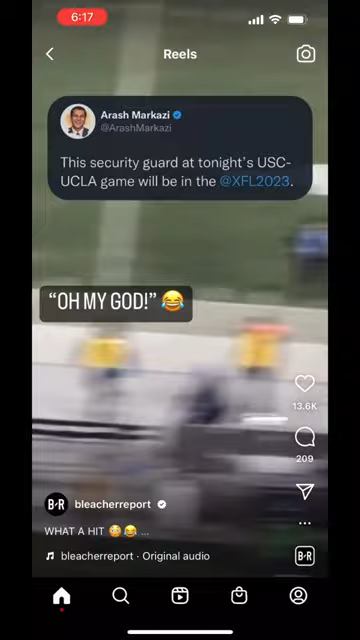 6:17
Reels
Arash Markazi
@ArashMarkazi
This security guard at tonight's USC-
UCLA game will be in the @XFL2023.
"OH MY GOD!" 😂
13.6K
209
B/R bleacherreport
WHAT A HIT 😳😂 ...
bleacherreport · Original audio
B/R